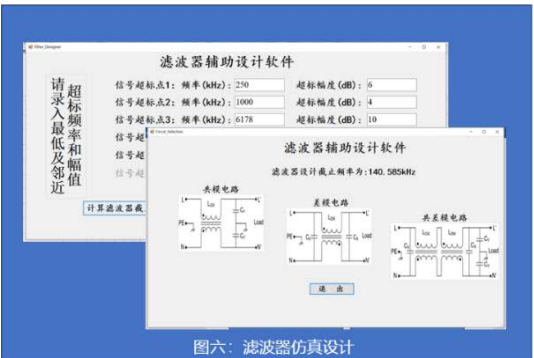 Filter_Designer
滤波器辅助设计软件
请录入最低及邻近
超标频率和幅值
信号超标点1: 频率(kHz): 250 超标幅度(dB): 6
信号超标点2: 频率(kHz): 1000 超标幅度(dB): 4
信号超标点3: 频率(kHz): 6178 超标幅度(dB): 10
信号超
信号超
信号超
计算滤波器截
Circuit_Selection
滤波器辅助设计软件
滤波器设计截止频率为:140.585kHz
共模电路
差模电路
共差模电路
退 出
图六：滤波器仿真设计